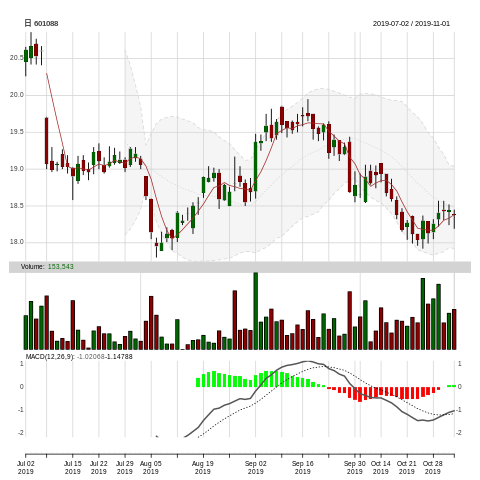 日 601088 2019-07-02 / 2019-11-01
20.5
20.0
19.5
19.0
18.5
18.0
Volume: 153,543
MACD(12,26,9): -1.02068-1.14788
1 1
0 0
-1 -1
-2 -2
Jul 02 Jul 15 Jul 22 Jul 29 Aug 05 Aug 19 Sep 02 Sep 16 Sep 30 Oct 14 Oct 21 Oct 28
2019 2019 2019 2019 2019 2019 2019 2019 2019 2019 2019 2019